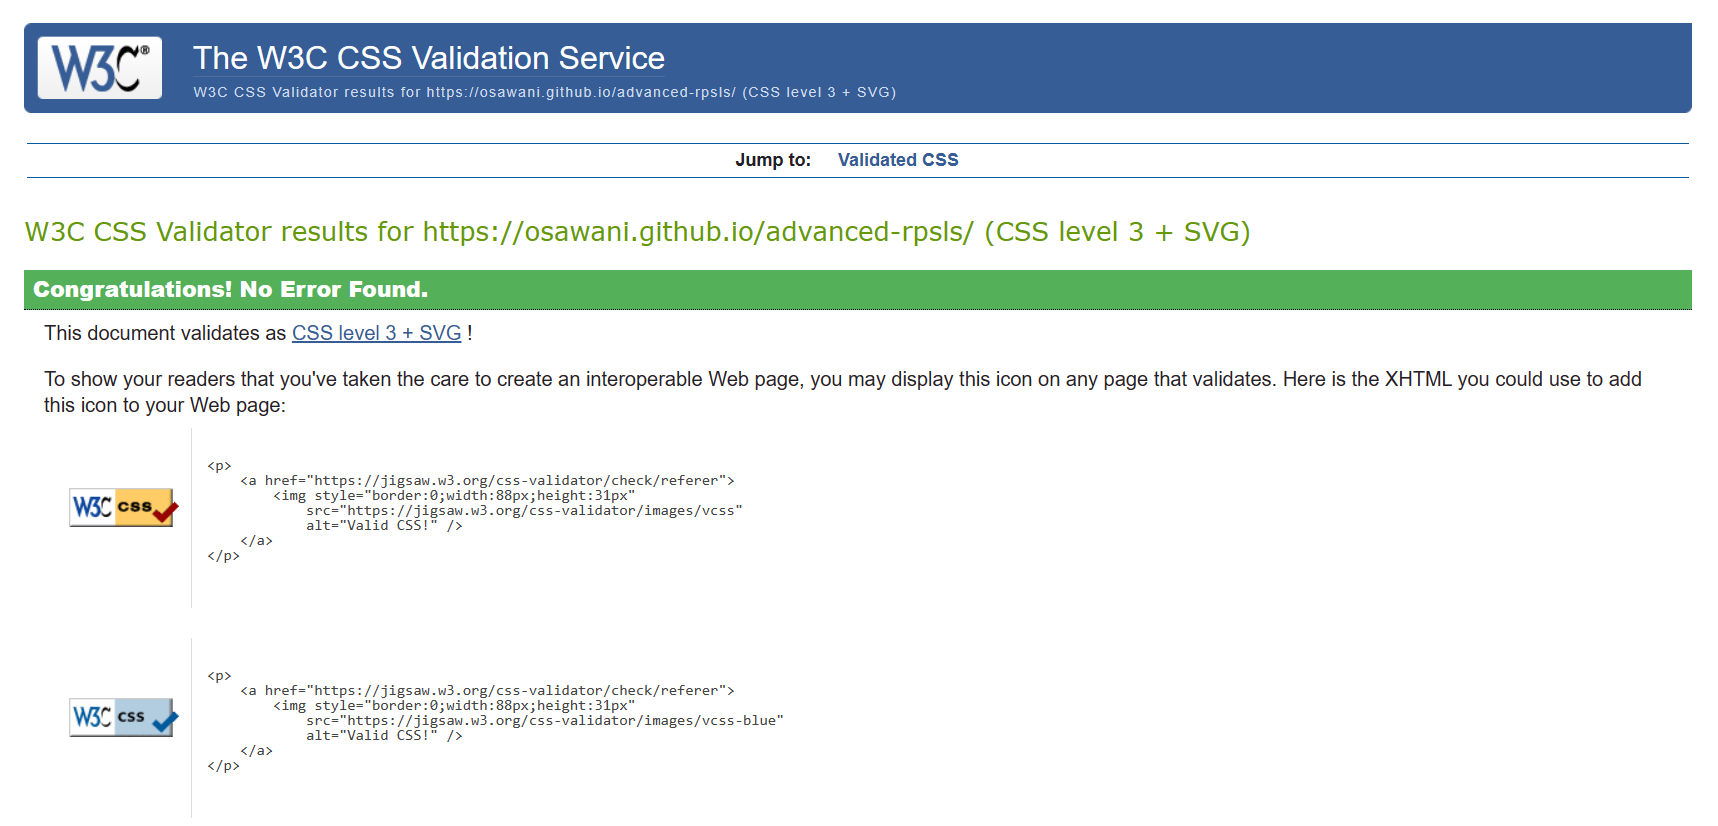 W3C®
The W3C CSS Validation Service
W3C CSS Validator results for https://osawani.github.io/advanced-rpsls/ (CSS level 3 + SVG)
Jump to: Validated CSS
W3C CSS Validator results for https://osawani.github.io/advanced-rpsls/ (CSS level 3 + SVG)
Congratulations! No Error Found.
This document validates as CSS level 3 + SVG !
To show your readers that you've taken the care to create an interoperable Web page, you may display this icon on any page that validates. Here is the XHTML you could use to add
this icon to your Web page:
W3C css
<p>
    <a href="https://jigsaw.w3.org/css-validator/check/referer">
        <img style="border:0;width:88px;height:31px"
            src="https://jigsaw.w3.org/css-validator/images/vcss"
            alt="Valid CSS!" />
    </a>
</p>
W3C css
<p>
    <a href="https://jigsaw.w3.org/css-validator/check/referer">
        <img style="border:0;width:88px;height:31px"
            src="https://jigsaw.w3.org/css-validator/images/vcss-blue"
            alt="Valid CSS!" />
    </a>
</p>